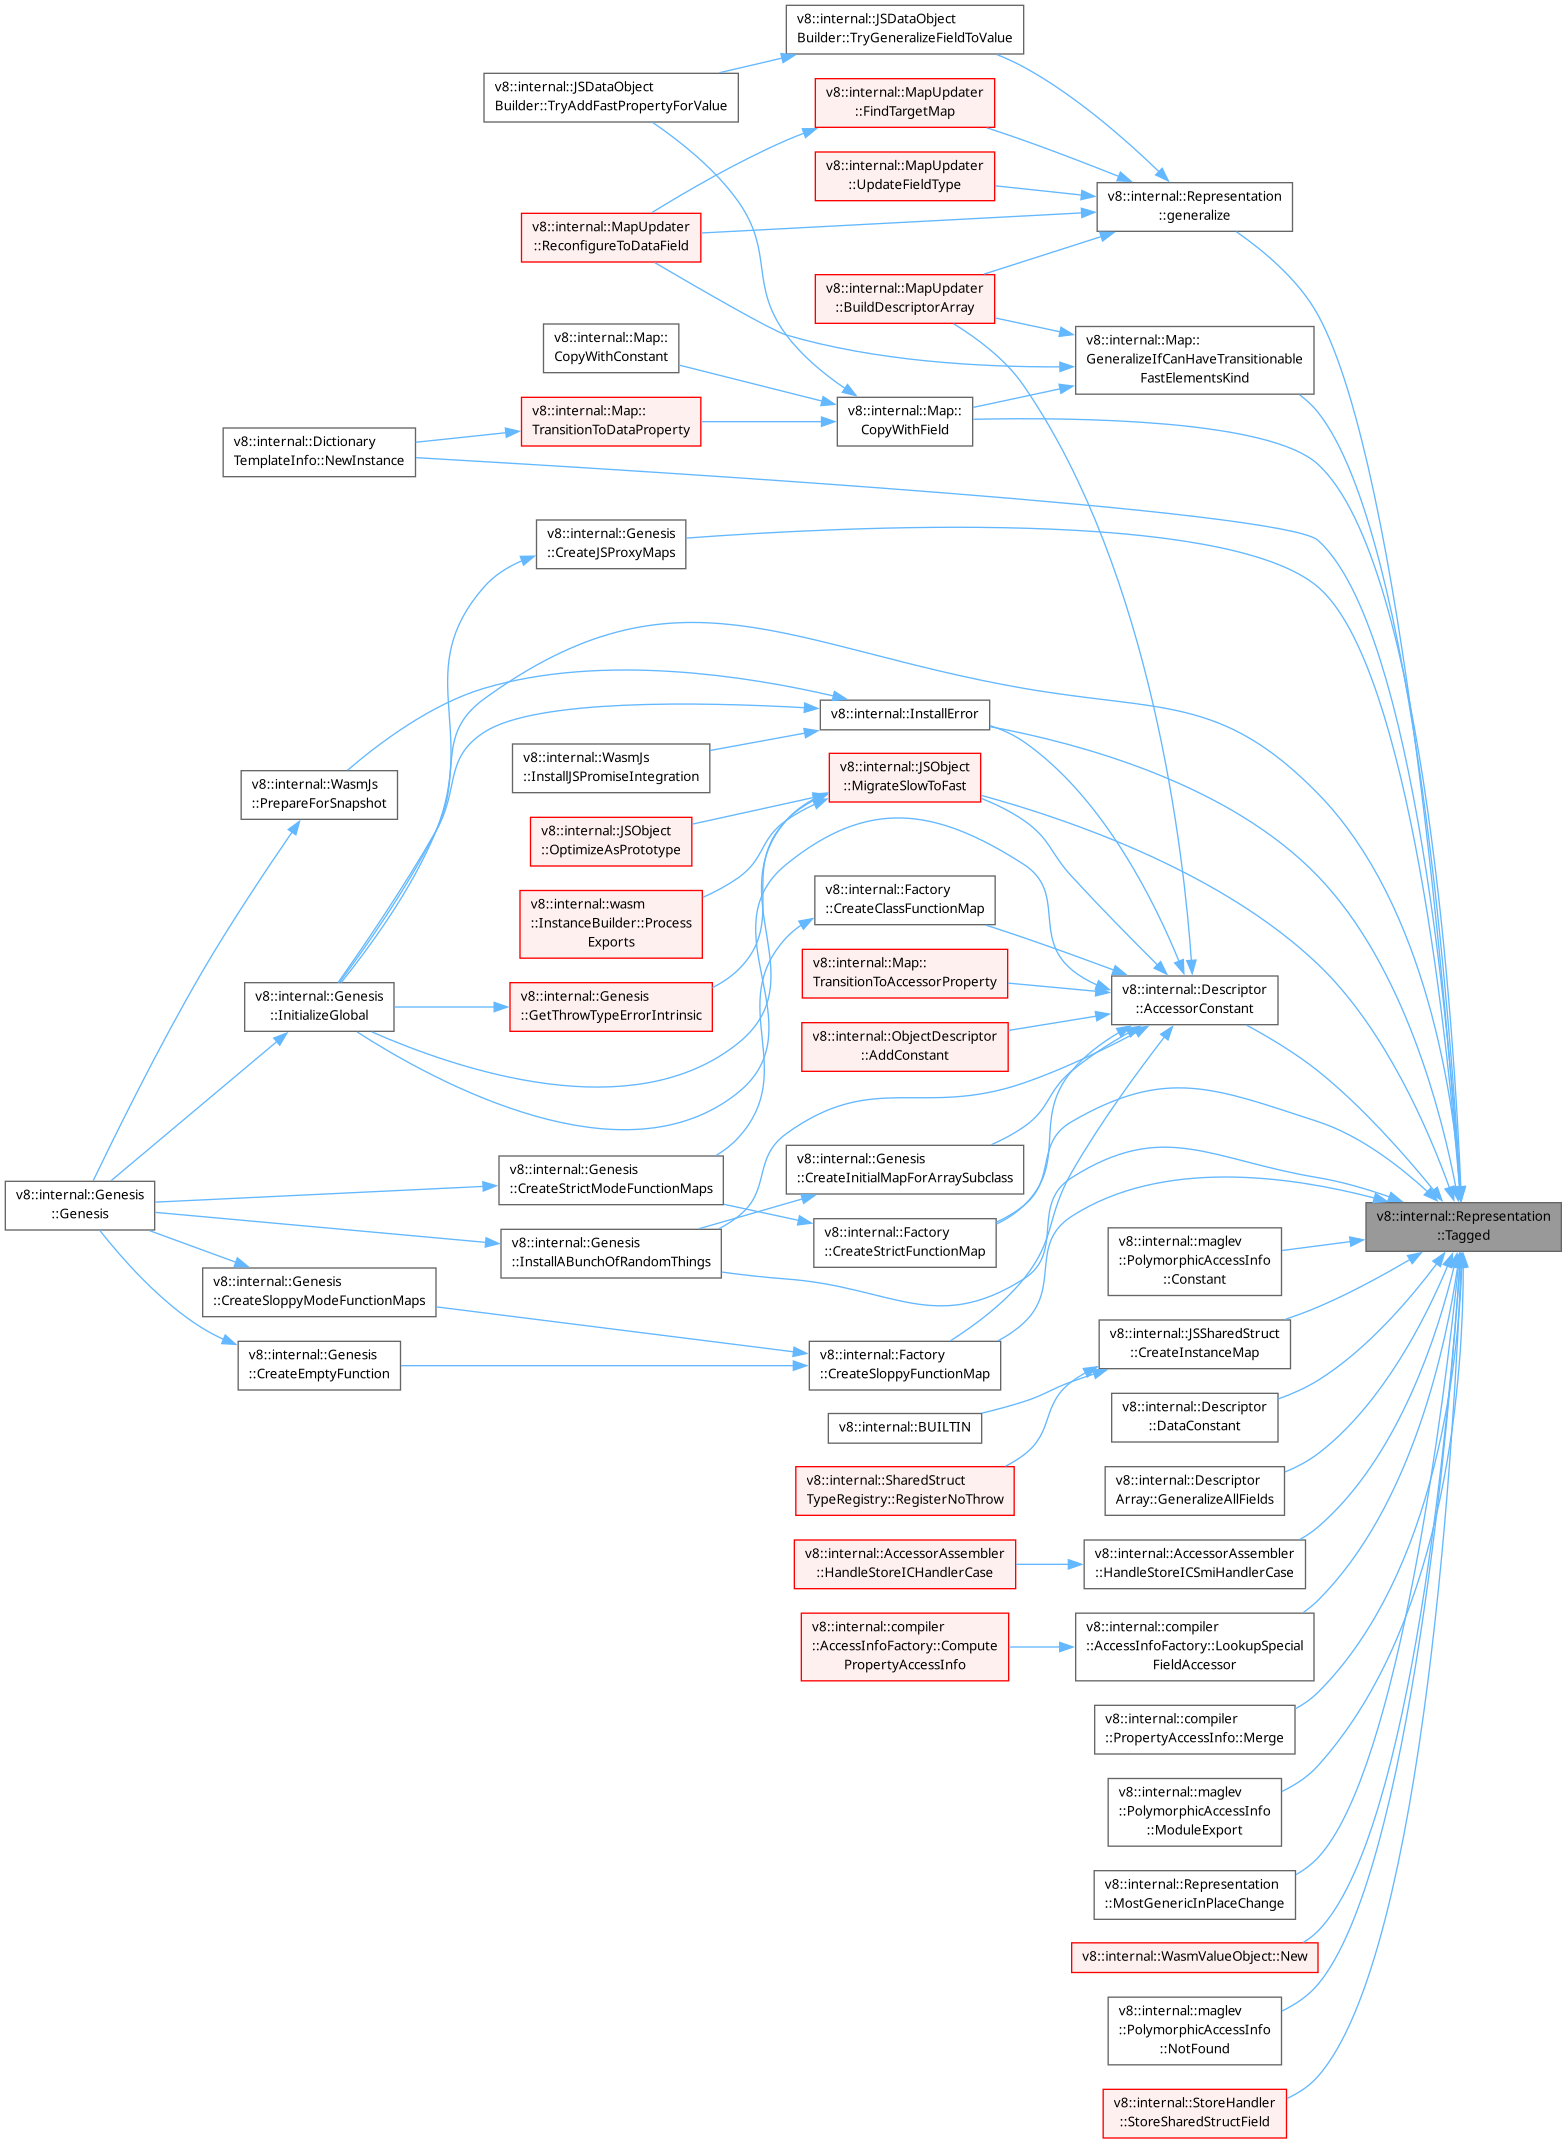 v8::internal::JSDataObject
Builder::TryGeneralizeFieldToValue
v8::internal::JSDataObject
Builder::TryAddFastPropertyForValue
v8::internal::MapUpdater
::FindTargetMap
v8::internal::MapUpdater
::UpdateFieldType
v8::internal::Representation
::generalize
v8::internal::MapUpdater
::ReconfigureToDataField
v8::internal::MapUpdater
::BuildDescriptorArray
v8::internal::Map::
CopyWithConstant
v8::internal::Map::
GeneralizeIfCanHaveTransitionable
FastElementsKind
v8::internal::Map::
TransitionToDataProperty
v8::internal::Map::
CopyWithField
v8::internal::Dictionary
TemplateInfo::NewInstance
v8::internal::Genesis
::CreateJSProxyMaps
v8::internal::InstallError
v8::internal::WasmJs
::InstallJSPromiseIntegration
v8::internal::WasmJs
::PrepareForSnapshot
v8::internal::JSObject
::MigrateSlowToFast
v8::internal::JSObject
::OptimizeAsPrototype
v8::internal::Factory
::CreateClassFunctionMap
v8::internal::wasm
::InstanceBuilder::Process
Exports
v8::internal::Map::
TransitionToAccessorProperty
v8::internal::Descriptor
::AccessorConstant
v8::internal::Genesis
::InitializeGlobal
v8::internal::Genesis
::GetThrowTypeErrorIntrinsic
v8::internal::ObjectDescriptor
::AddConstant
v8::internal::Genesis
::CreateInitialMapForArraySubclass
v8::internal::Genesis
::CreateStrictModeFunctionMaps
v8::internal::Genesis
::Genesis
v8::internal::Representation
::Tagged
v8::internal::Factory
::CreateStrictFunctionMap
v8::internal::Genesis
::InstallABunchOfRandomThings
v8::internal::maglev
::PolymorphicAccessInfo
::Constant
v8::internal::Genesis
::CreateSloppyModeFunctionMaps
v8::internal::JSSharedStruct
::CreateInstanceMap
v8::internal::Genesis
::CreateEmptyFunction
v8::internal::Factory
::CreateSloppyFunctionMap
v8::internal::Descriptor
::DataConstant
v8::internal::BUILTIN
v8::internal::SharedStruct
TypeRegistry::RegisterNoThrow
v8::internal::Descriptor
Array::GeneralizeAllFields
v8::internal::AccessorAssembler
::HandleStoreICHandlerCase
v8::internal::AccessorAssembler
::HandleStoreICSmiHandlerCase
v8::internal::compiler
::AccessInfoFactory::Compute
PropertyAccessInfo
v8::internal::compiler
::AccessInfoFactory::LookupSpecial
FieldAccessor
v8::internal::compiler
::PropertyAccessInfo::Merge
v8::internal::maglev
::PolymorphicAccessInfo
::ModuleExport
v8::internal::Representation
::MostGenericInPlaceChange
v8::internal::WasmValueObject::New
v8::internal::maglev
::PolymorphicAccessInfo
::NotFound
v8::internal::StoreHandler
::StoreSharedStructField